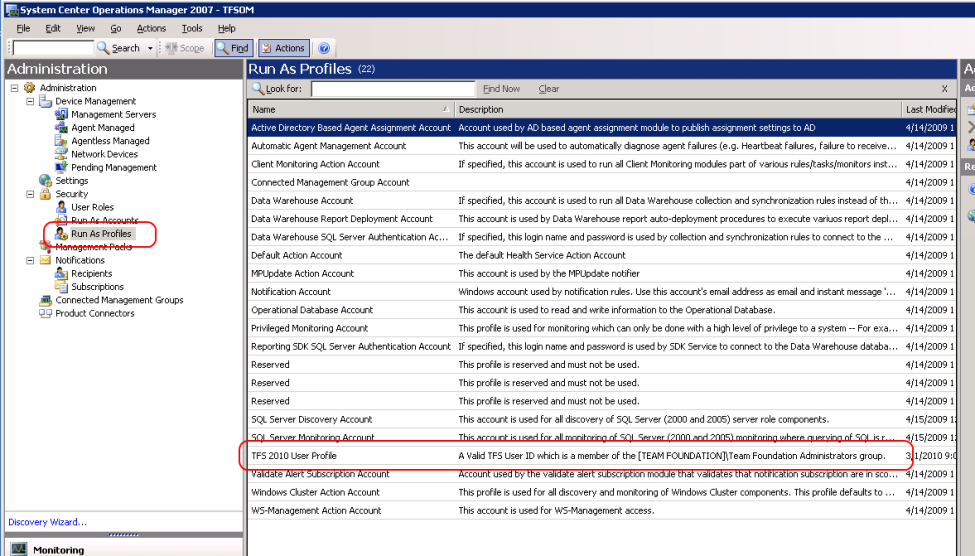 System Center Operations Manager 2007 - TFSOM
File Edit View Go Actions Tools Help
Search Scope Find Actions
Administration
Administration
Device Management
Management Servers
Agent Managed
Agentless Managed
Network Devices
Pending Management
Settings
Security
User Roles
Run As Accounts
Run As Profiles
Management Packs
Notifications
Recipients
Subscriptions
Connected Management Groups
Product Connectors
Discovery Wizard...
Monitoring
Run As Profiles (22)
Look for: Find Now Clear X
Name Description Last Modified
Active Directory Based Agent Assignment Account Account used by AD based agent assignment module to publish assignment settings to AD 4/14/2009 1
Automatic Agent Management Account This account will be used to automatically diagnose agent failures (e.g. Heartbeat failures, failure to receive... 4/14/2009 1
Client Monitoring Action Account If specified, this account is used to run all Client Monitoring modules part of various rules/tasks/monitors inst... 4/14/2009 1
Connected Management Group Account 4/14/2009 1
Data Warehouse Account If specified, this account is used to run all Data Warehouse collection and synchronization rules instead of th... 4/14/2009 1
Data Warehouse Report Deployment Account This account is used by Data Warehouse report auto-deployment procedures to execute variuos report depl... 4/14/2009 1
Data Warehouse SQL Server Authentication Ac... If specified, this login name and password is used by collection and synchronization rules to connect to the ... 4/14/2009 1
Default Action Account The default Health Service Action Account 4/14/2009 1
MPUpdate Action Account This account is used by the MPUpdate notifier 4/14/2009 1
Notification Account Windows account used by notification rules. Use this account's email address as email and instant message '... 4/14/2009 1
Operational Database Account This account is used to read and write information to the Operational Database. 4/14/2009 1
Privileged Monitoring Account This profile is used for monitoring which can only be done with a high level of privilege to a system -- For exa... 4/14/2009 1
Reporting SDK SQL Server Authentication Account If specified, this login name and password is used by SDK Service to connect to the Data Warehouse databa... 4/14/2009 1
Reserved This profile is reserved and must not be used. 4/14/2009 1
Reserved This profile is reserved and must not be used. 4/14/2009 1
Reserved This profile is reserved and must not be used. 4/14/2009 1
SQL Server Discovery Account This account is used for all discovery of SQL Server (2000 and 2005) server role components. 4/15/2009 1
SQL Server Monitoring Account This account is used for all monitoring of SQL Server (2000 and 2005) monitoring where querying of SQL is r... 4/15/2009 1
TFS 2010 User Profile A Valid TFS User ID which is a member of the [TEAM FOUNDATION]\Team Foundation Administrators group. 3/1/2010 9:0
Validate Alert Subscription Account Account used by the validate alert subscription module that validates that notification subscription are in sco... 4/14/2009 1
Windows Cluster Action Account This profile is used for all discovery and monitoring of Windows Cluster components. This profile defaults to ... 4/14/2009 1
WS-Management Action Account This account is used for WS-Management access. 4/14/2009 1